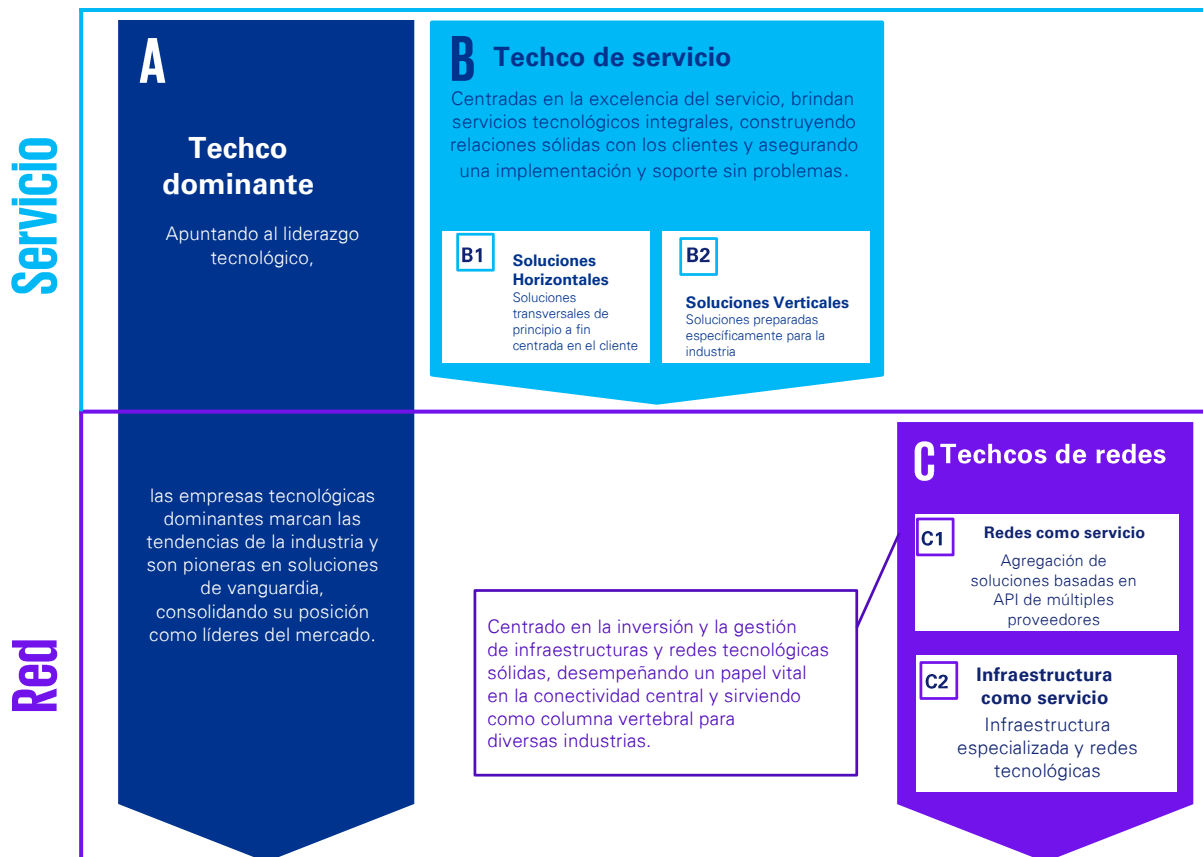 Servicio
A
Techco
dominante
Apuntando al liderazgo
tecnológico,
las empresas tecnológicas
dominantes marcan las
tendencias de la industria y
son pioneras en soluciones
de vanguardia,
consolidando su posición
como líderes del mercado.
B Techco de servicio
Centradas en la excelencia del servicio, brindan
servicios tecnológicos integrales, construyendo
relaciones sólidas con los clientes y asegurando
una implementación y soporte sin problemas.
B1
Soluciones
Horizontales
Soluciones
transversales de
principio a fin
centrada en el cliente
B2
Soluciones Verticales
Soluciones preparadas
específicamente para la
industria
Red
Centrado en la inversión y la gestión
de infraestructuras y redes tecnológicas
sólidas, desempeñando un papel vital
en la conectividad central y sirviendo
como columna vertebral para
diversas industrias.
C Techcos de redes
C1
Redes como servicio
Agregación de
soluciones basadas en
API de múltiples
proveedores
C2
Infraestructura
como servicio
Infraestructura
especializada y redes
tecnológicas